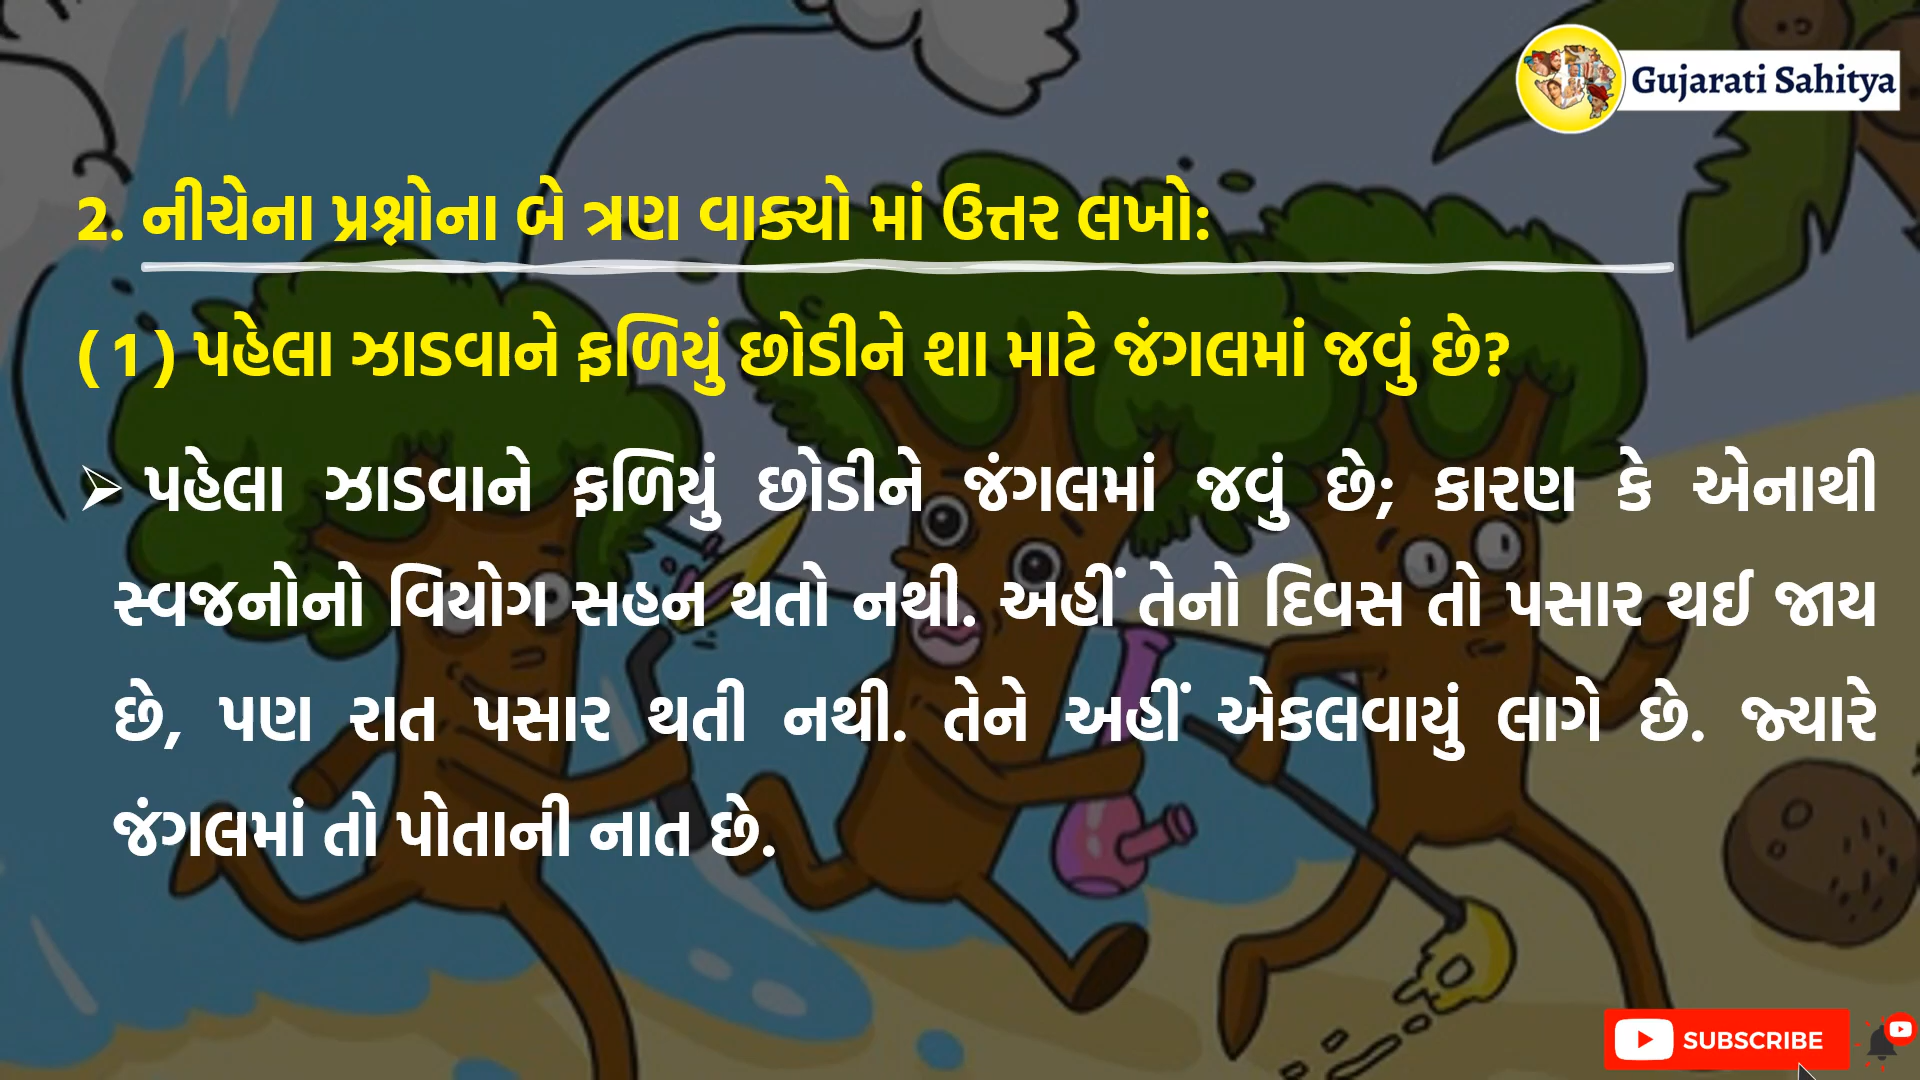 Gujarati Sahitya
2. નીચેના પ્રશ્નોના બે ત્રણ વાક્યો માં ઉત્તર લખો:
(1) પહેલા ઝાડવાને ફળિયું છોડીને શા માટે જંગલમાં જવું છે?
➢ પહેલા ઝાડવાને ફળિયું છોડીને જંગલમાં જવું છે; કારણ કે એનાથી
સ્વજનોનો વિયોગ સહન થતો નથી. અહીં તેનો દિવસ તો પસાર થઈ જાય
છે, પણ રાત પસાર થતી નથી. તેને અહીં એકલવાયું લાગે છે. જ્યારે
જંગલમાં તો પોતાની નાત છે.
SUBSCRIBE